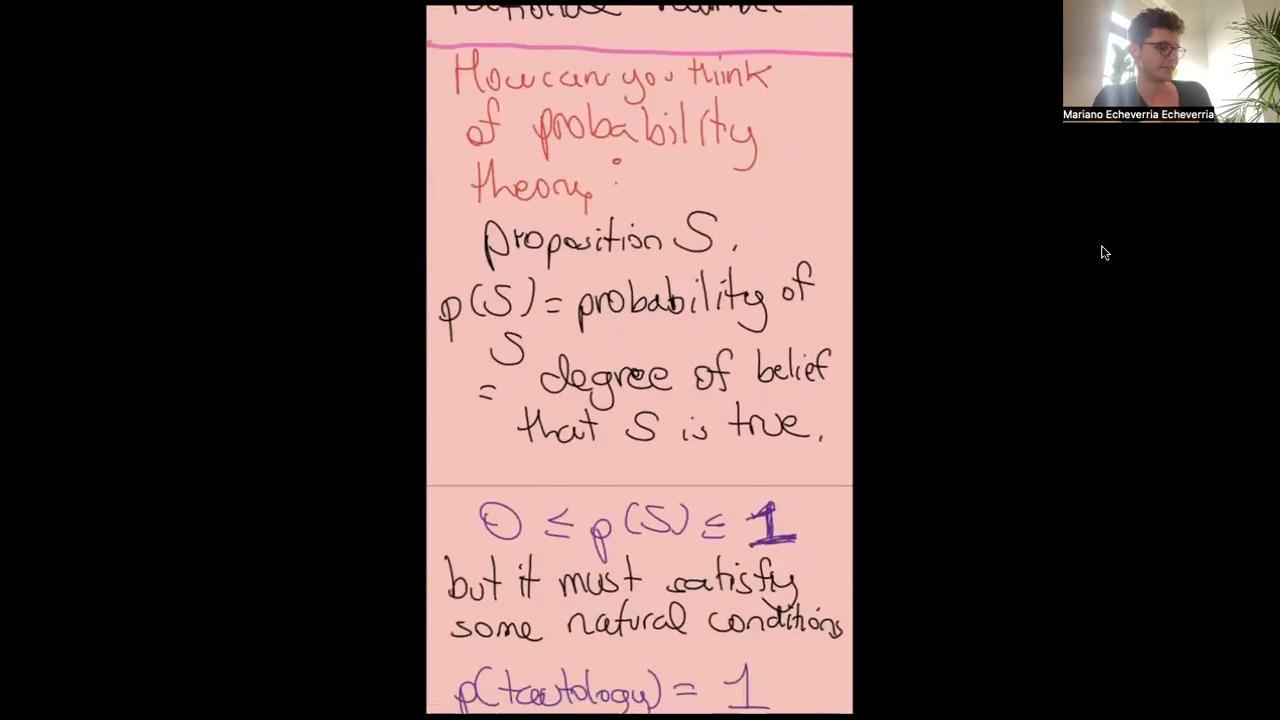 How can you think
of probability
theory:
proposition S.
p(S) = probability of
S
= degree of belief
that S is true.
0 ≤ p(S) ≤ 1
but it must satisfy
some natural conditions
p(tautology) = 1
Mariano Echeverria Echeverria